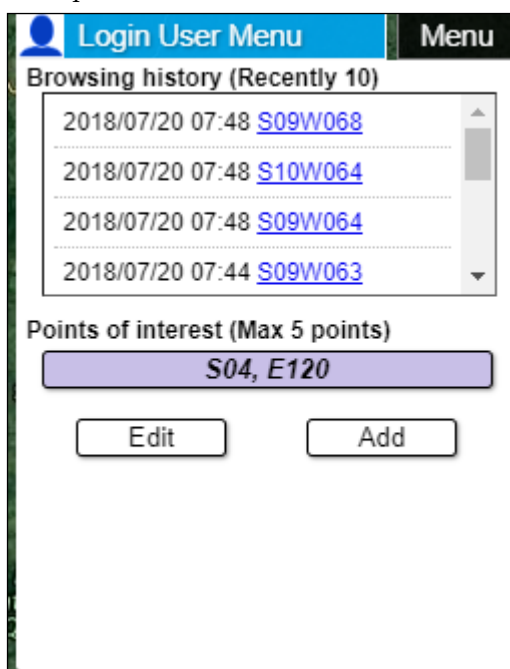 Login User Menu
Menu
Browsing history (Recently 10)
2018/07/20 07:48 S09W068
2018/07/20 07:48 S10W064
2018/07/20 07:48 S09W064
2018/07/20 07:44 S09W063
Points of interest (Max 5 points)
S04, E120
Edit
Add